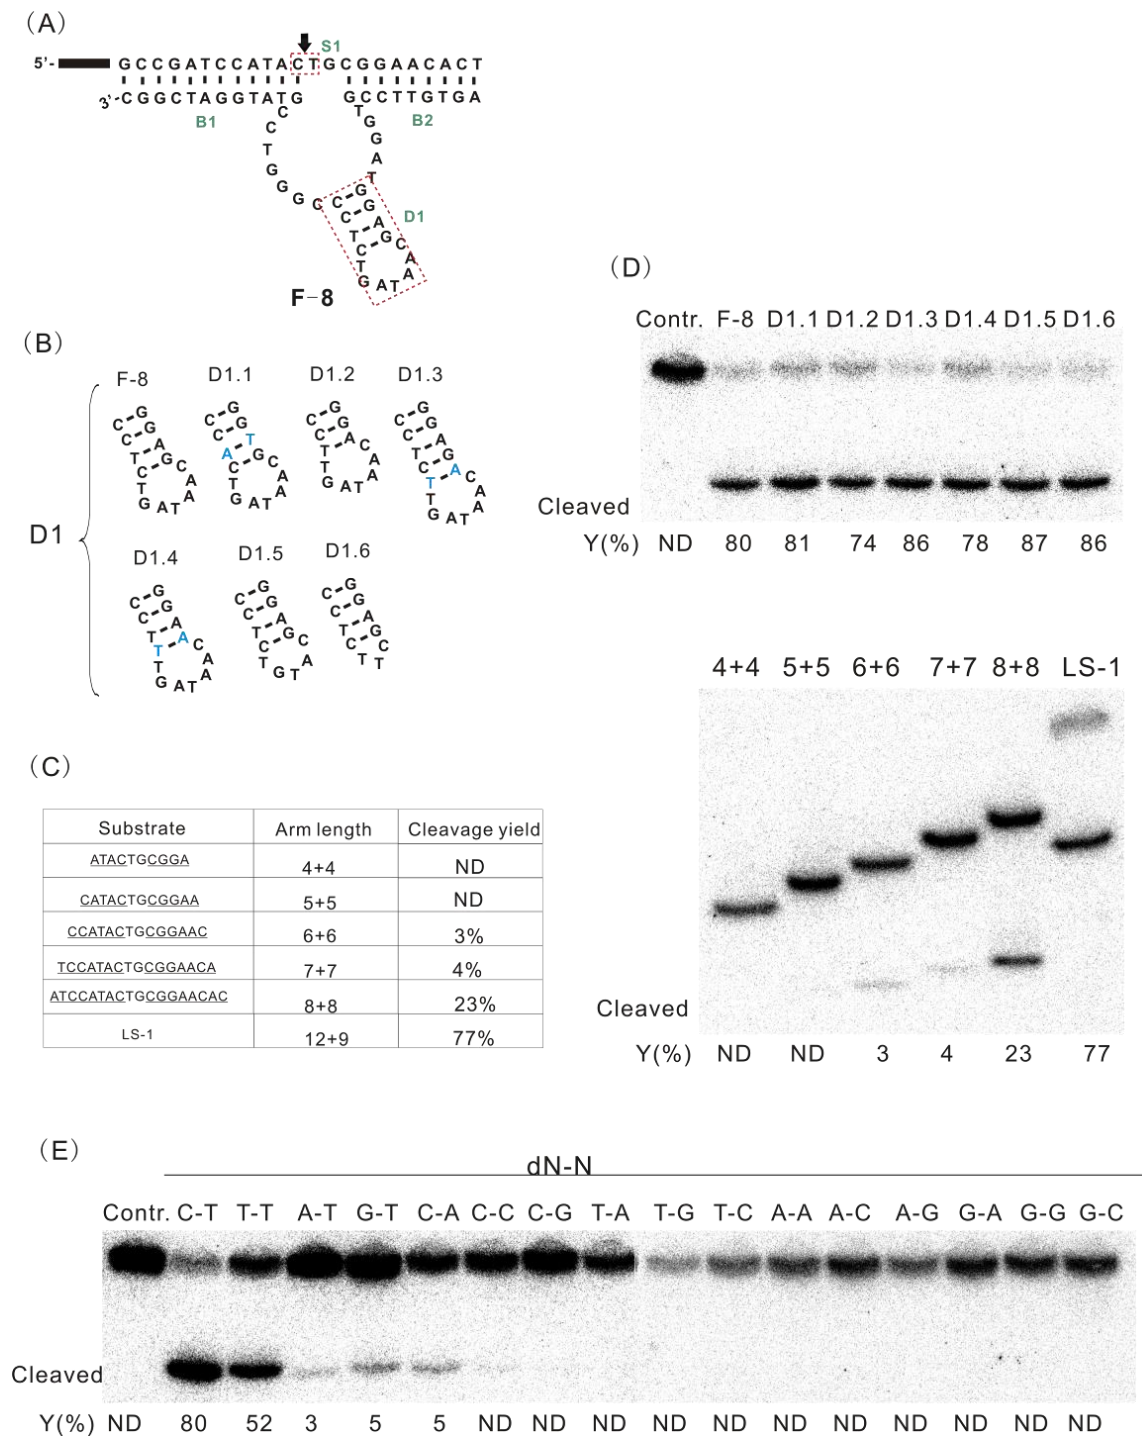 (A)
S1
5'- GCCGATCCATACTGCGGAACACT
3'-CGGCTAGGTATG GCCTTGTGA
B1 B2
C
C
T
G
G
G
C
T
G
G
A
T
C G
C G
T A
C G
T C
G A
A A
T
D1
F-8
(B)
F-8 D1.1 D1.2 D1.3
D1
D1.4 D1.5 D1.6
(C)
Substrate Arm length Cleavage yield
ATACTGCGGA 4+4 ND
CATACTGCGGAA 5+5 ND
CCATACTGCGGAAC 6+6 3%
TCCATACTGCGGAACA 7+7 4%
ATCCATACTGCGGAACAC 8+8 23%
LS-1 12+9 77%
(D)
Contr. F-8 D1.1 D1.2 D1.3 D1.4 D1.5 D1.6
Cleaved
Y(%) ND 80 81 74 86 78 87 86
4+4 5+5 6+6 7+7 8+8 LS-1
Cleaved
Y(%) ND ND 3 4 23 77
(E)
dN-N
Contr. C-T T-T A-T G-T C-A C-C C-G T-A T-G T-C A-A A-C A-G G-A G-G G-C
Cleaved
Y(%) ND 80 52 3 5 5 ND ND ND ND ND ND ND ND ND ND ND